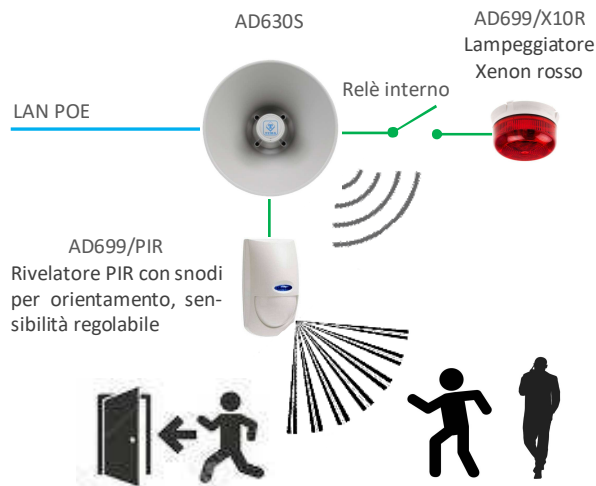 AD630S
AD699/X10R
Lampeggiatore
Xenon rosso
Relè interno
LAN POE
AD699/PIR
Rivelatore PIR con snodi
per orientamento, sen-
sibilità regolabile